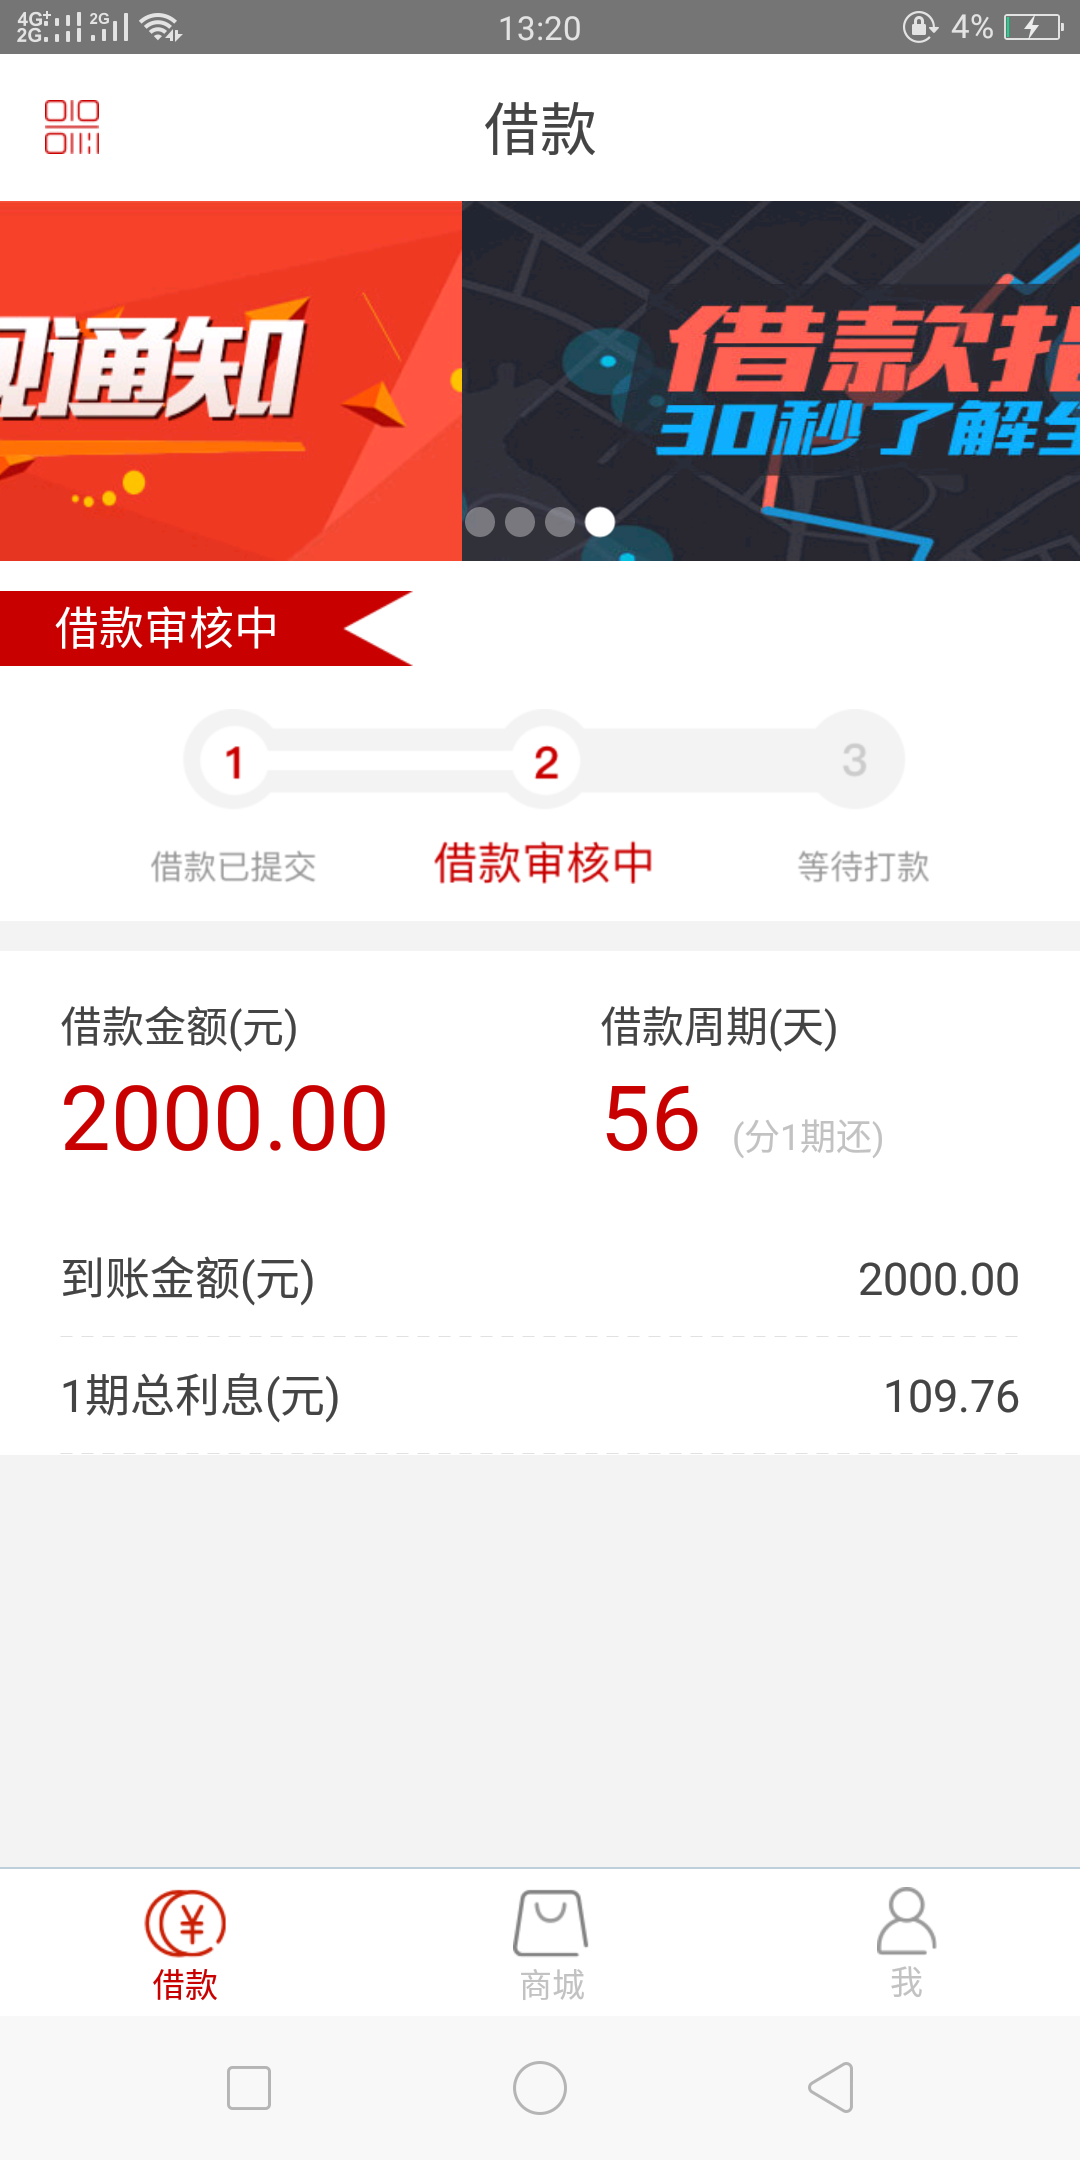 4G+ 2G 2G 13:20 4%
借款
观通知
借款指
30秒了解全
借款审核中
1 2 3
借款已提交 借款审核中 等待打款
借款金额(元) 借款周期(天)
2000.00 56 (分1期还)
到账金额(元) 2000.00
1期总利息(元) 109.76
借款 商城 我